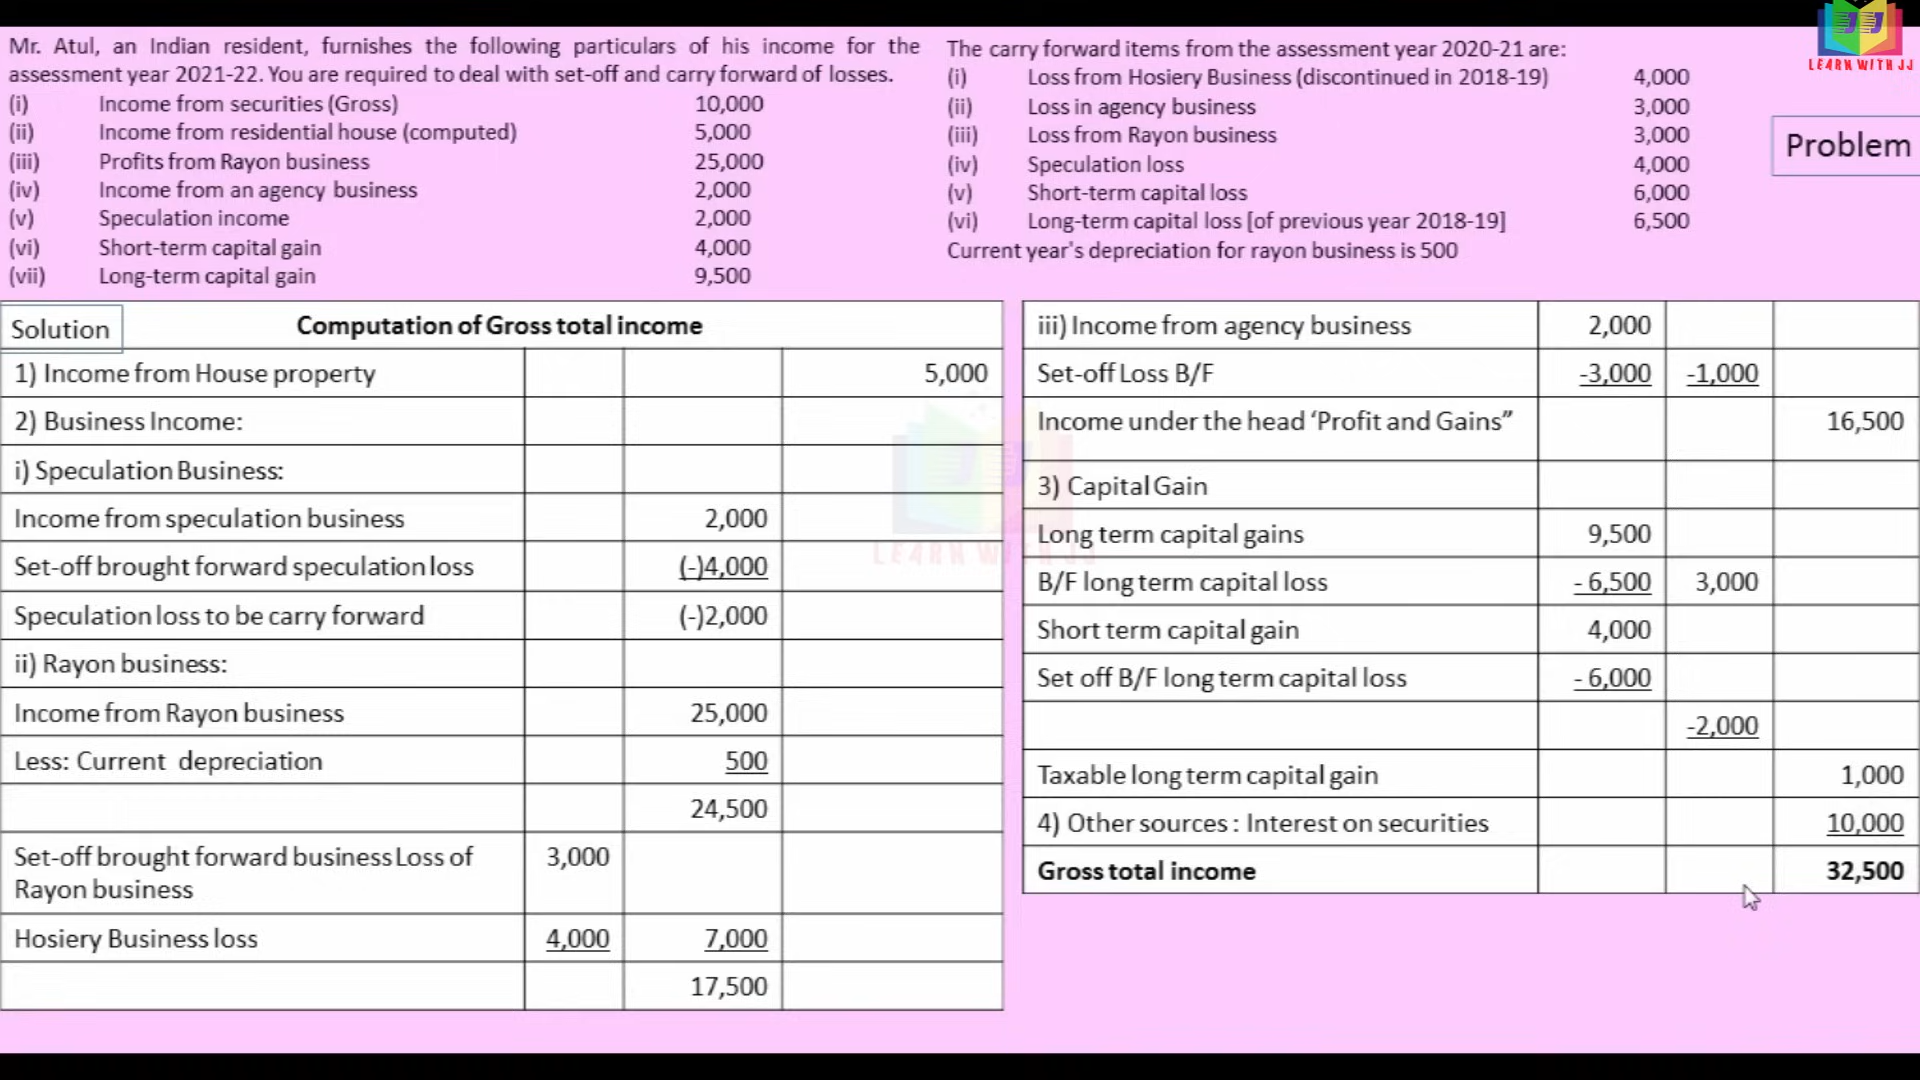 Mr. Atul, an Indian resident, furnishes the following particulars of his income for the
assessment year 2021-22. You are required to deal with set-off and carry forward of losses.
(i) Income from securities (Gross) 10,000
(ii) Income from residential house (computed) 5,000
(iii) Profits from Rayon business 25,000
(iv) Income from an agency business 2,000
(v) Speculation income 2,000
(vi) Short-term capital gain 4,000
(vii) Long-term capital gain 9,500
The carry forward items from the assessment year 2020-21 are:
(i) Loss from Hosiery Business (discontinued in 2018-19) 4,000
(ii) Loss in agency business 3,000
(iii) Loss from Rayon business 3,000
(iv) Speculation loss 4,000
(v) Short-term capital loss 6,000
(vi) Long-term capital loss [of previous year 2018-19] 6,500
Current year's depreciation for rayon business is 500
JJ
LEARN WITH JJ
Problem
Solution
Computation of Gross total income
1) Income from House property 5,000
2) Business Income:
i) Speculation Business:
Income from speculation business 2,000
Set-off brought forward speculation loss (-)4,000
Speculation loss to be carry forward (-)2,000
ii) Rayon business:
Income from Rayon business 25,000
Less: Current depreciation 500
24,500
Set-off brought forward business Loss of 3,000
Rayon business
Hosiery Business loss 4,000 7,000
17,500
iii) Income from agency business 2,000
Set-off Loss B/F -3,000 -1,000
Income under the head ‘Profit and Gains” 16,500
3) Capital Gain
Long term capital gains 9,500
B/F long term capital loss - 6,500 3,000
Short term capital gain 4,000
Set off B/F long term capital loss - 6,000
-2,000
Taxable long term capital gain 1,000
4) Other sources : Interest on securities 10,000
Gross total income 32,500
JJ
LEARN WITH JJ